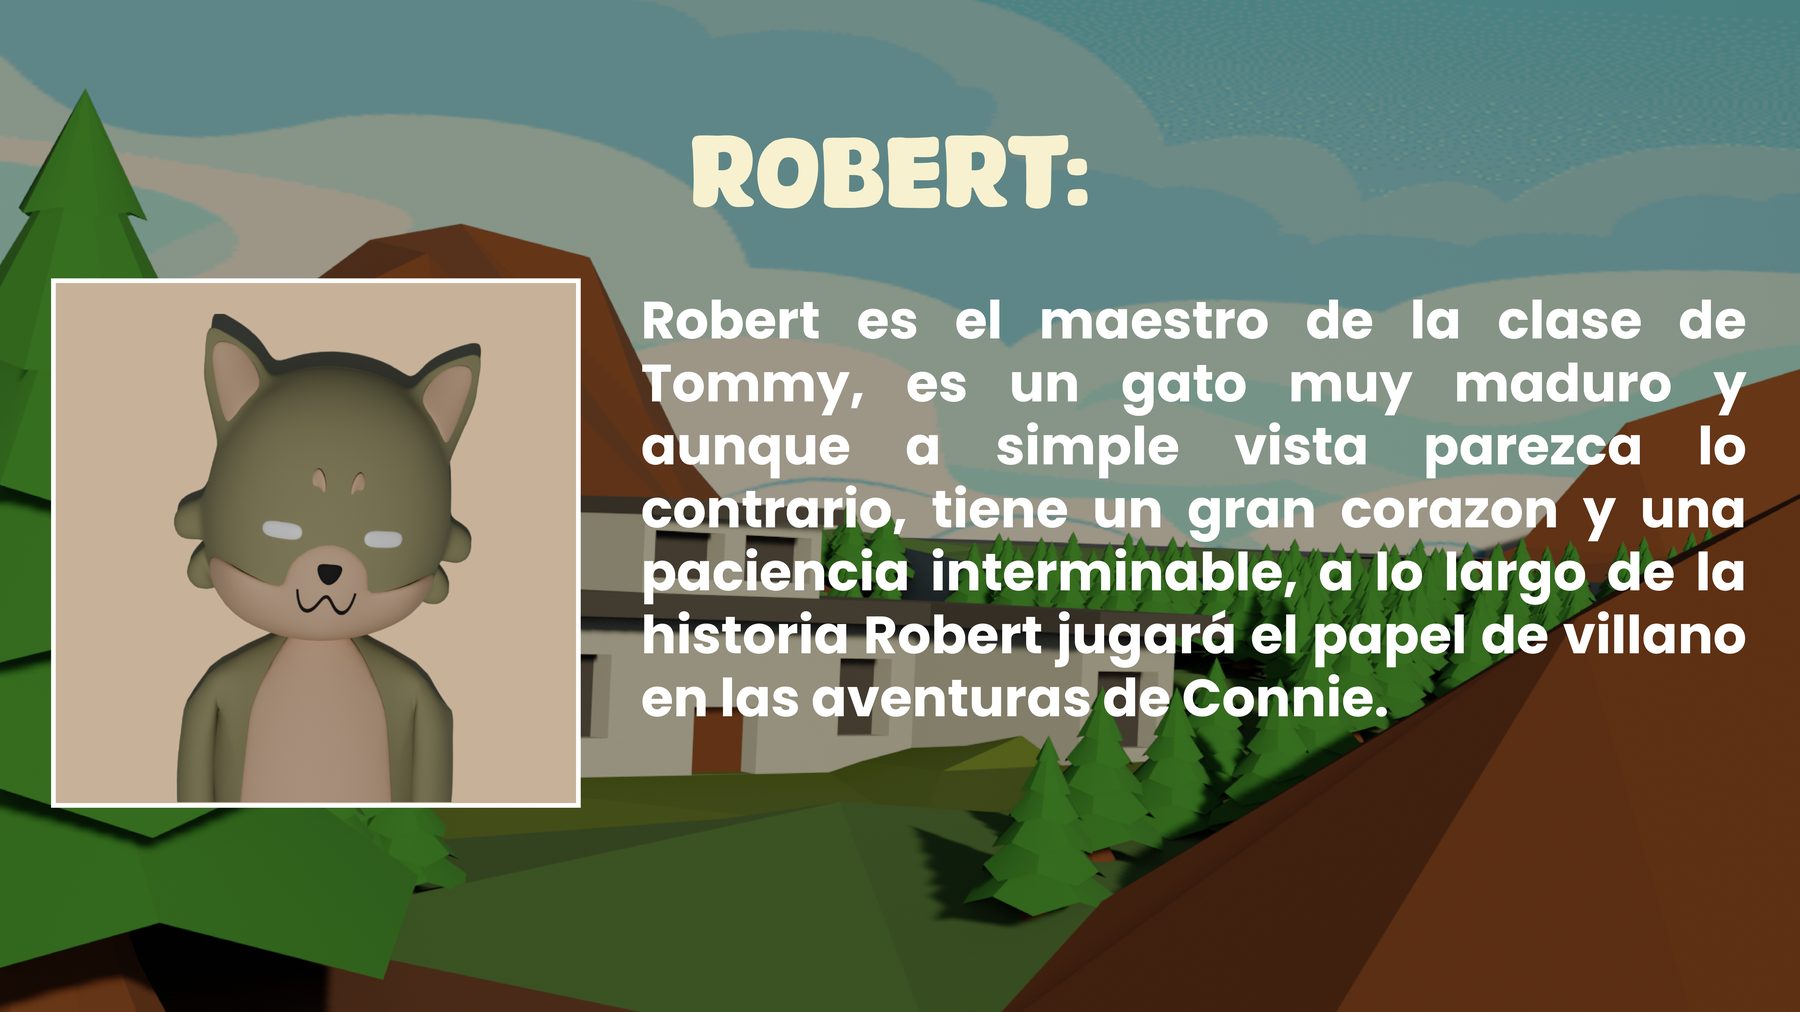 ROBERT:
Robert es el maestro de la clase de
Tommy, es un gato muy maduro y
aunque a simple vista parezca lo
contrario, tiene un gran corazon y una
paciencia interminable, a lo largo de la
historia Robert jugará el papel de villano
en las aventuras de Connie.